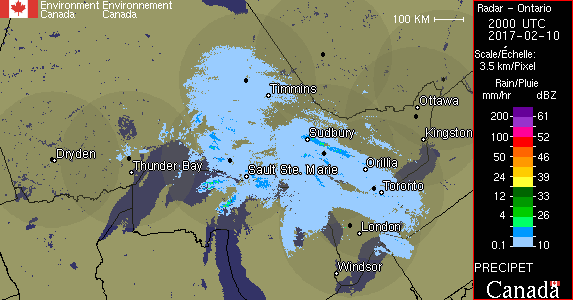 Environment Environnement
Canada Canada
100 KM
Timmins
Ottawa
Sudbury
Kingston
Dryden
Thunder Bay
Sault Ste. Marie
Orillia
Toronto
London
Windsor
Radar - Ontario
2000 UTC
2017-02-10
Scale/Échelle:
3.5 km/Pixel
Rain/Pluie
mm/hr dBZ
200 61
100 52
50 46
24 39
12 33
4 26
0.1 10
PRECIPET
Canada